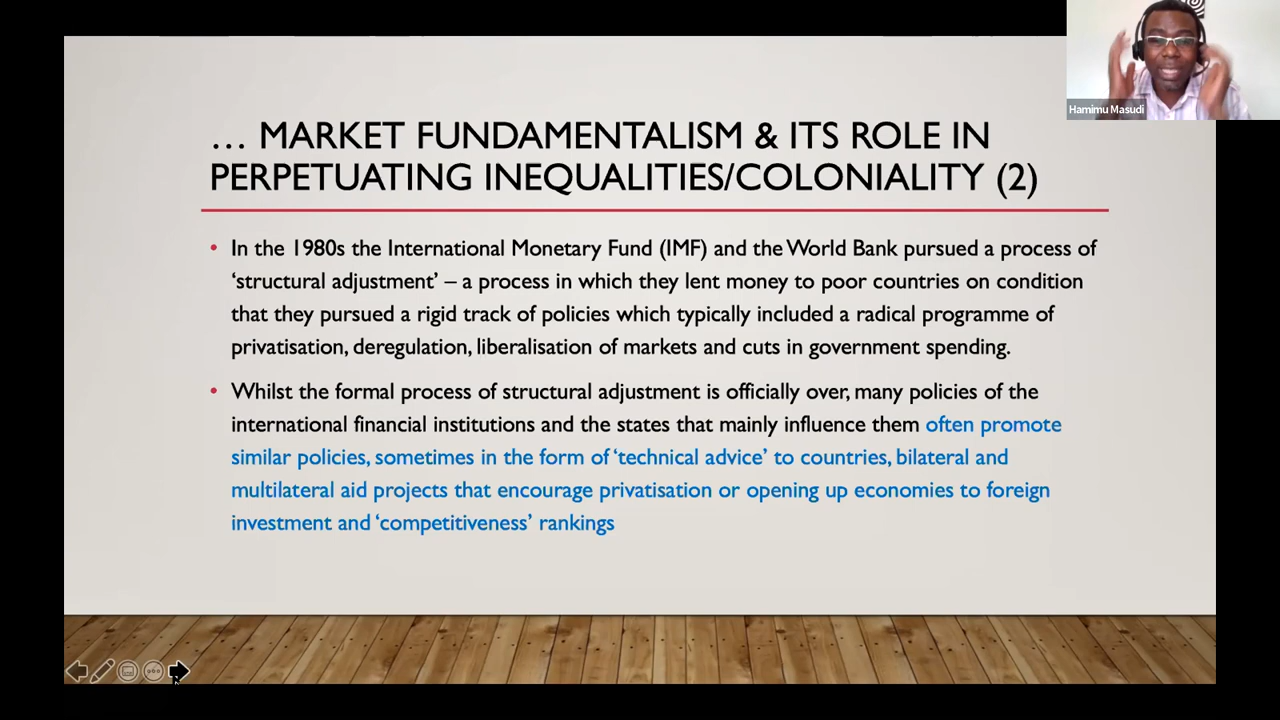 Hamimu Masudi
… MARKET FUNDAMENTALISM & ITS ROLE IN
PERPETUATING INEQUALITIES/COLONIALITY (2)
• In the 1980s the International Monetary Fund (IMF) and the World Bank pursued a process of
‘structural adjustment’ – a process in which they lent money to poor countries on condition
that they pursued a rigid track of policies which typically included a radical programme of
privatisation, deregulation, liberalisation of markets and cuts in government spending.
• Whilst the formal process of structural adjustment is officially over, many policies of the
international financial institutions and the states that mainly influence them often promote
similar policies, sometimes in the form of ‘technical advice’ to countries, bilateral and
multilateral aid projects that encourage privatisation or opening up economies to foreign
investment and ‘competitiveness’ rankings